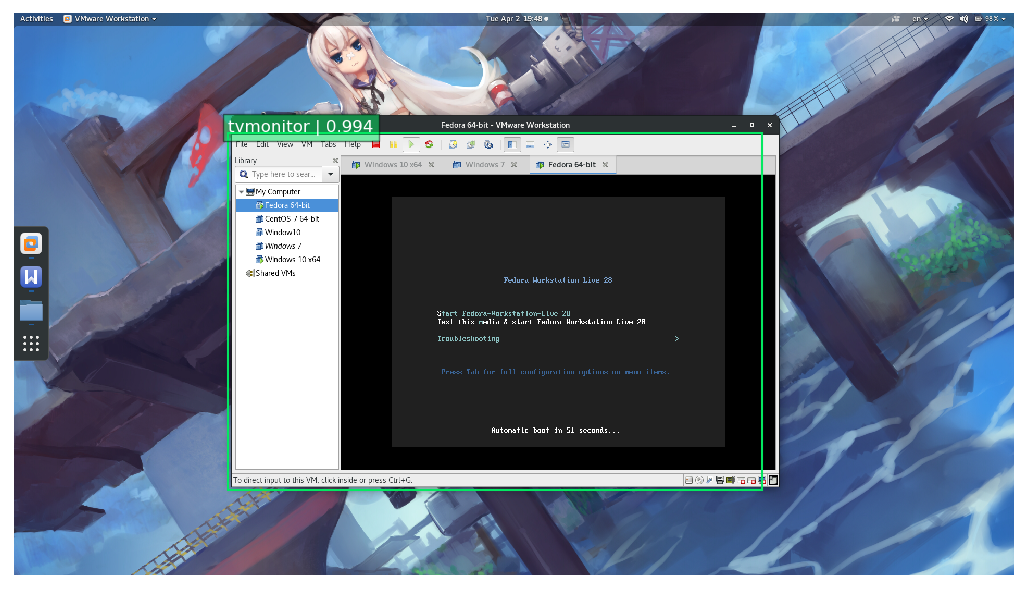 Activities VMware Workstation Tue Apr 2 15:48 en 98%
tvmonitor | 0.994
Fedora 64-bit - VMware Workstation
File Edit View VM Tabs Help
Library
Windows 10 x64 Windows 7 Fedora 64-bit
Type here to sear...
My Computer
Fedora 64-bit
CentOS 7 64-bit
Window10
Windows 7
Windows 10 x64
Shared VMs
Fedora Workstation Live 28
Start Fedora-Workstation-Live 28
Test this media & start Fedora Workstation Live 28
Troubleshooting >
Press Tab for full configuration options on menu items.
Automatic boot in 51 seconds...
To direct input to this VM, click inside or press Ctrl+G.